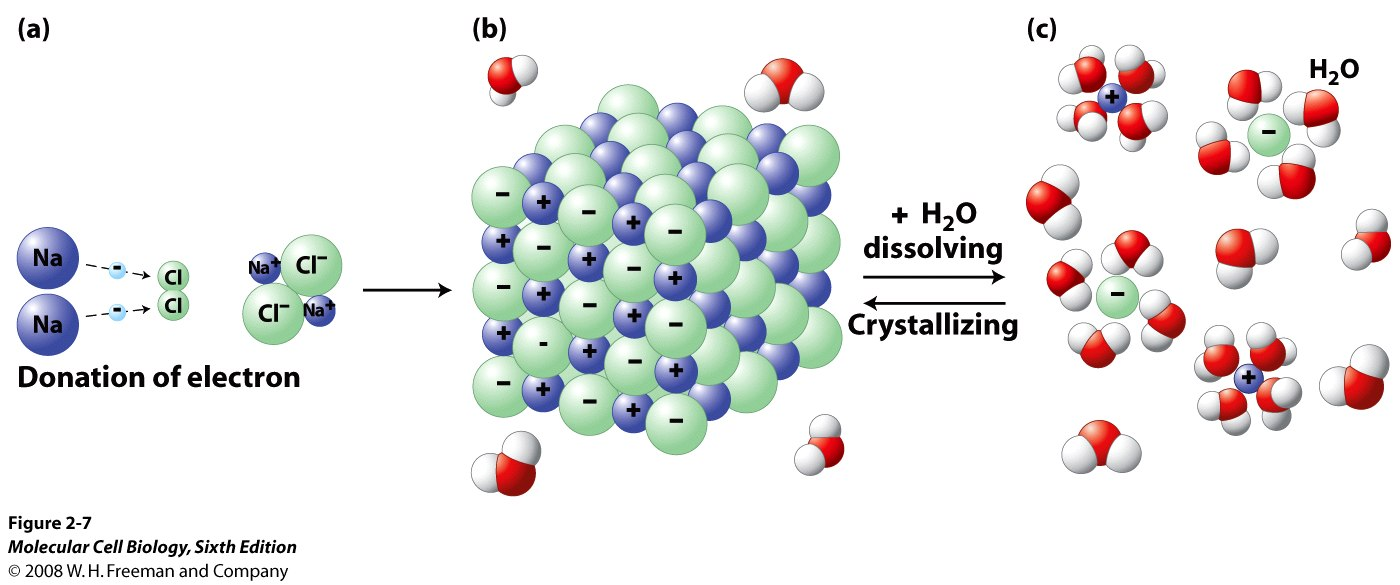 (a)
Na
Na
-
-
Cl
Cl
Na⁺
Cl⁻
Cl⁻
Na⁺
Donation of electron
(b)
− + − + −
+ − + − +
− + − + −
+ - + − +
− + − + −
+ H₂O
dissolving
Crystallizing
(c)
H₂O
+
−
−
+
Figure 2-7
Molecular Cell Biology, Sixth Edition
© 2008 W. H. Freeman and Company